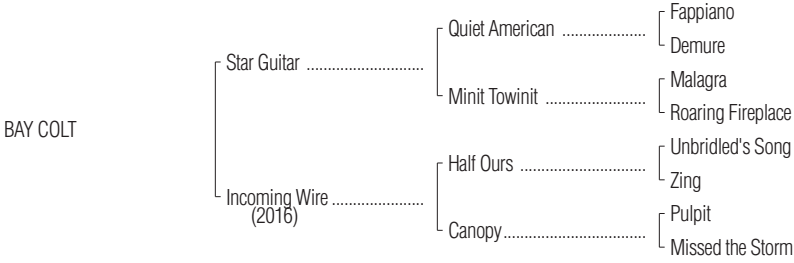 Fappiano
Quiet American ....................
Demure
Star Guitar ............................
Malagra
Minit Towinit ........................
Roaring Fireplace
BAY COLT
Unbridled's Song
Half Ours ..............................
Zing
Incoming Wire ......................
(2016)
Pulpit
Canopy..................................
Missed the Storm